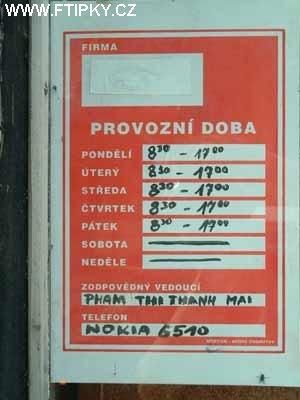 WWW.FTIPKY.CZ
FIRMA
PROVOZNÍ DOBA
PONDĚLÍ 8³⁰ - 17⁰⁰
ÚTERÝ 8³⁰ - 17⁰⁰
STŘEDA 8³⁰ - 17⁰⁰
ČTVRTEK 8³⁰ - 17⁰⁰
PÁTEK 8³⁰ - 17⁰⁰
SOBOTA
NEDĚLE
ZODPOVĚDNÝ VEDOUCÍ
PHAM THI THANH MAI
TELEFON
NOKIA 6510